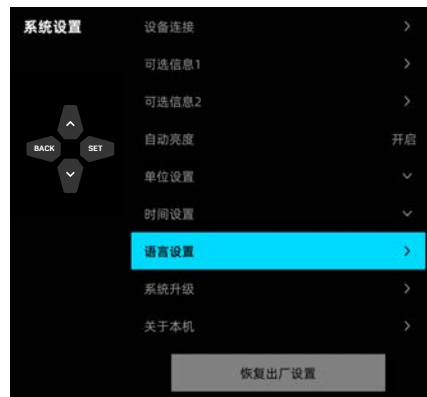 系统设置
设备连接
可选信息1
可选信息2
自动亮度 开启
BACK SET
单位设置
时间设置
语言设置
系统升级
关于本机
恢复出厂设置